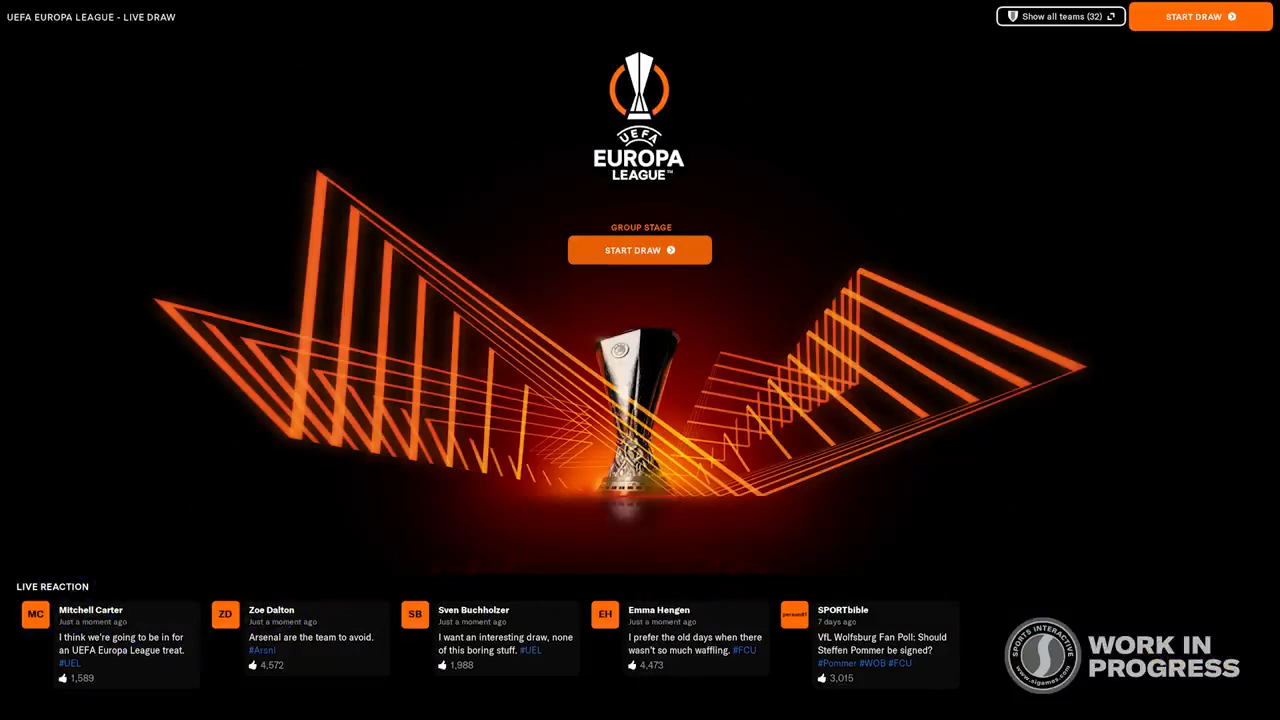 UEFA EUROPA LEAGUE - LIVE DRAW
Show all teams (32)
START DRAW
UEFA
EUROPA
LEAGUE™
GROUP STAGE
START DRAW
LIVE REACTION
MC
Mitchell Carter
Just a moment ago
I think we're going to be in for
an UEFA Europa League treat.
#UEL
1,589
ZD
Zoe Dalton
Just a moment ago
Arsenal are the team to avoid.
#Arsnl
4,572
SB
Sven Buchholzer
Just a moment ago
I want an interesting draw, none
of this boring stuff. #UEL
1,988
EH
Emma Hengen
Just a moment ago
I prefer the old days when there
wasn't so much waffling. #FCU
4,473
SPORTbible
7 days ago
VfL Wolfsburg Fan Poll: Should
Steffen Pommer be signed?
#Pommer #WOB #FCU
3,015
SPORTS INTERACTIVE
www.sigames.com
WORK IN
PROGRESS